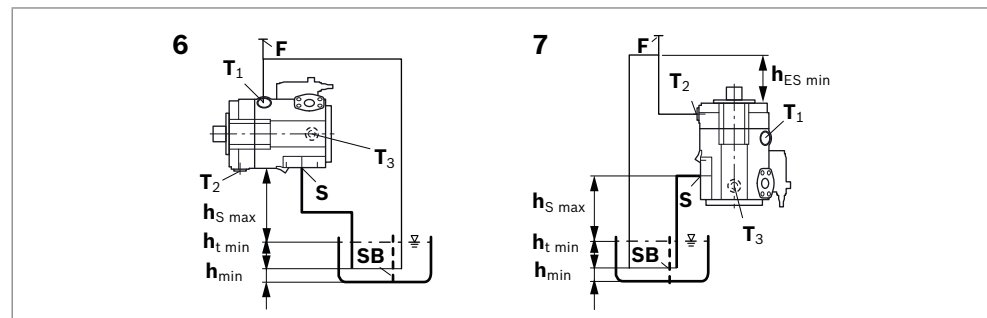 6
F
T1
T3
T2
S
hS max
ht min
hmin
SB
7
F
hES min
T2
T1
S
hS max
T3
ht min
SB
hmin